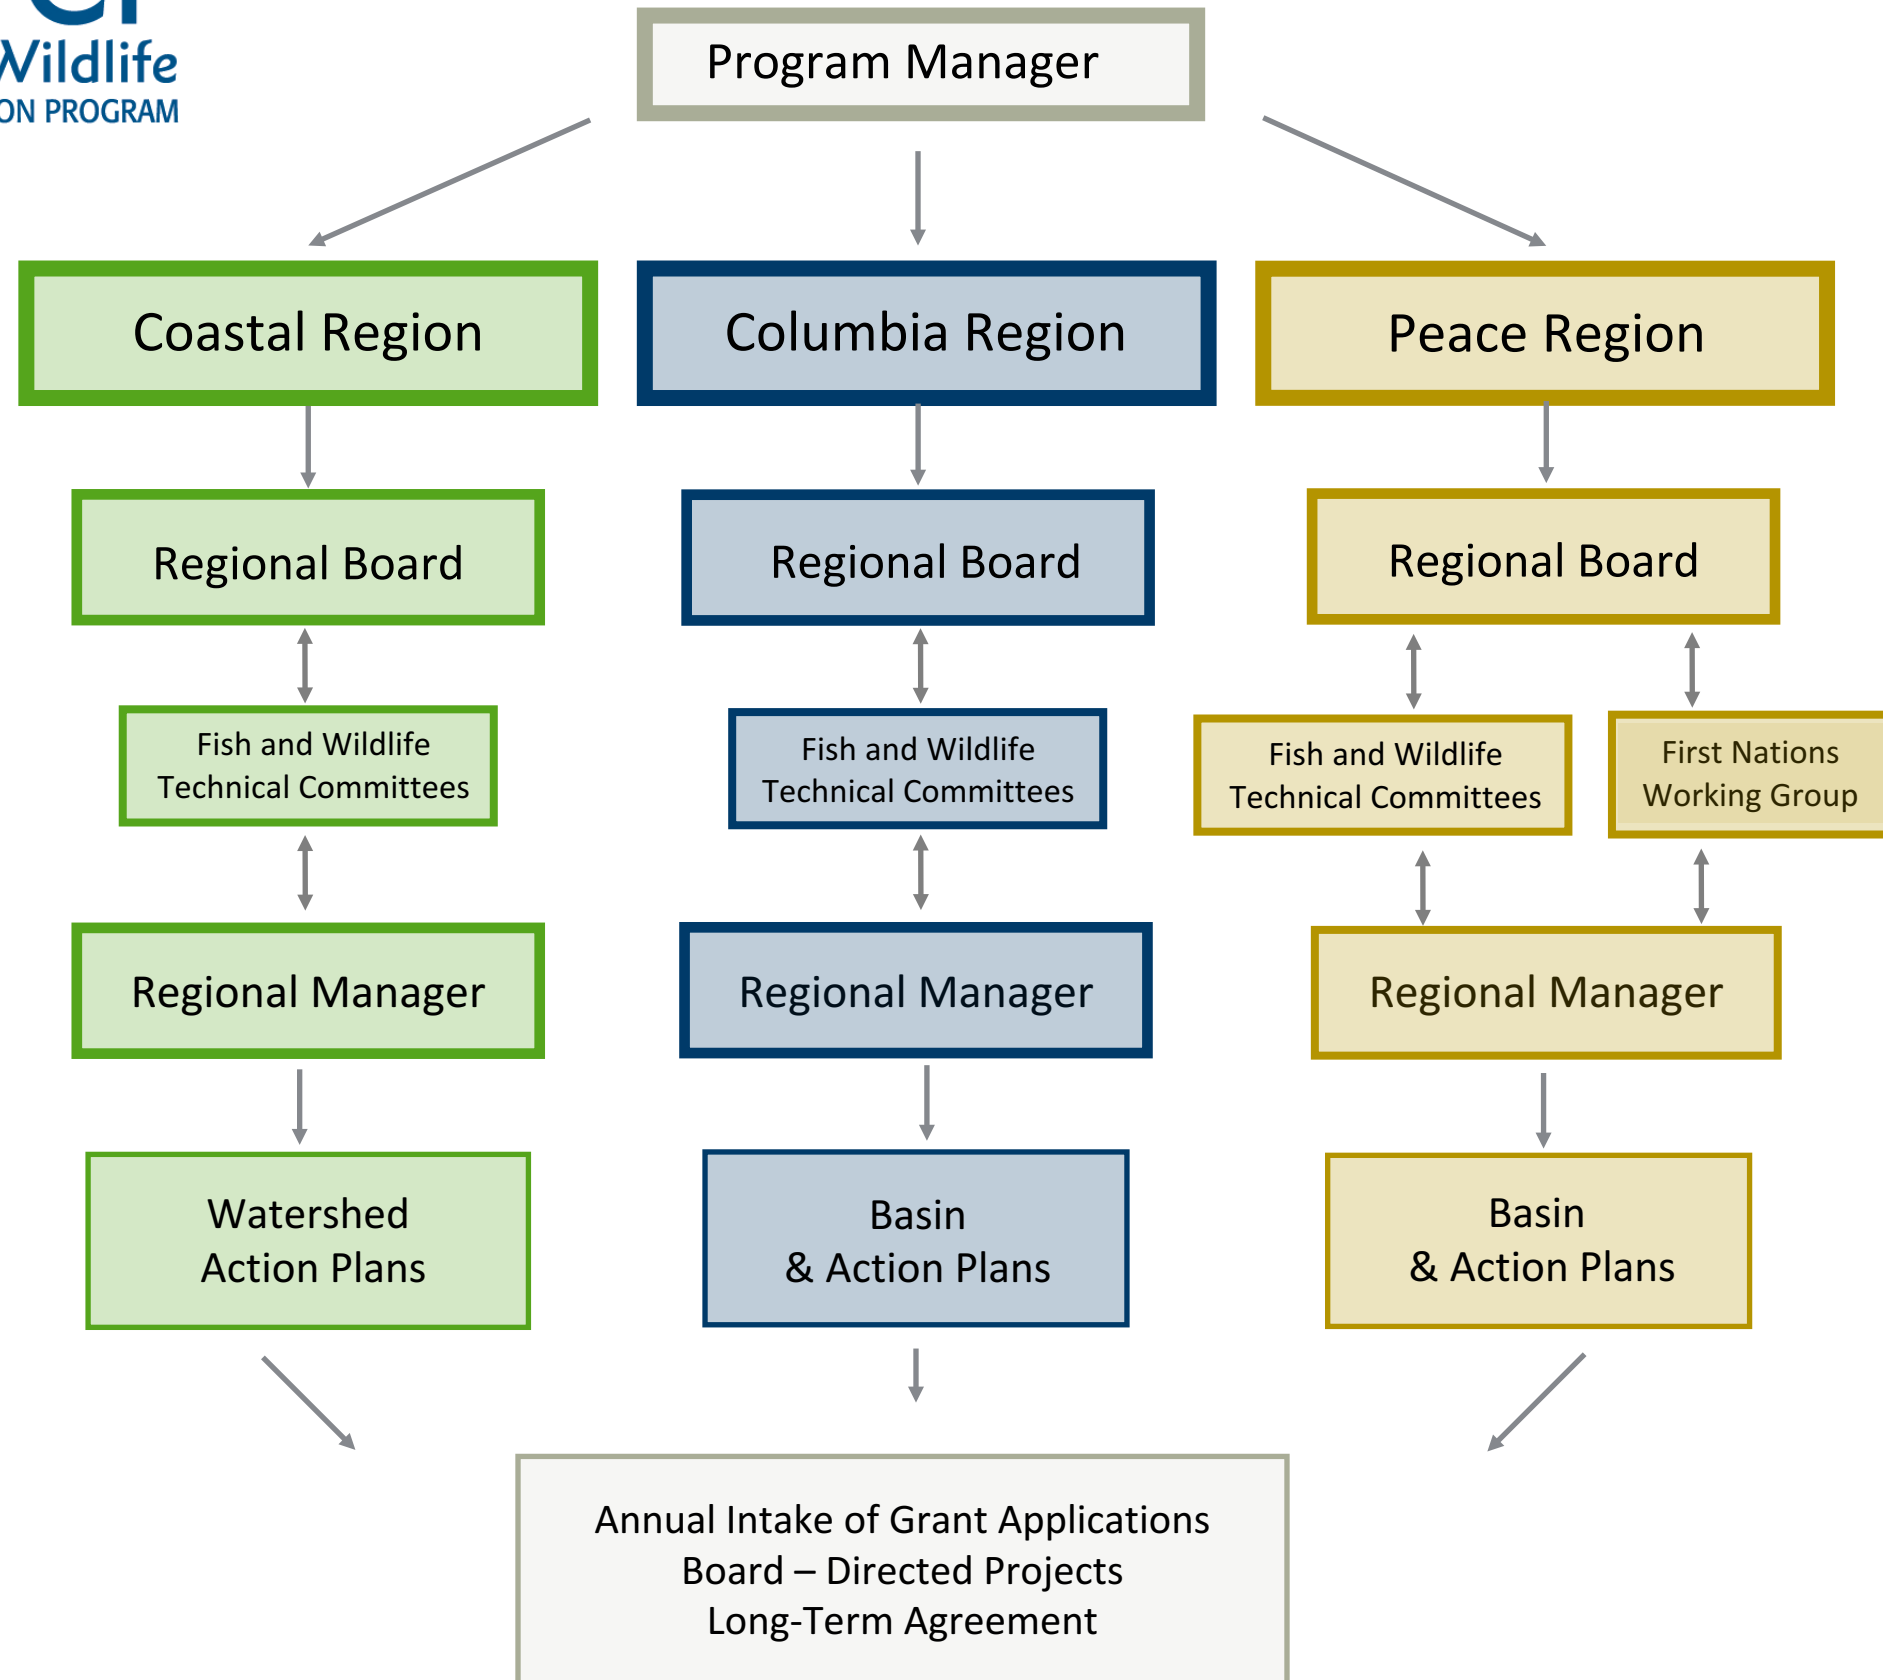 Wildlife
ON PROGRAM
Program Manager
Coastal Region
Columbia Region
Peace Region
Regional Board
Regional Board
Regional Board
Fish and Wildlife
Technical Committees
Fish and Wildlife
Technical Committees
Fish and Wildlife
Technical Committees
First Nations
Working Group
Regional Manager
Regional Manager
Regional Manager
Watershed
Action Plans
Basin
& Action Plans
Basin
& Action Plans
Annual Intake of Grant Applications
Board – Directed Projects
Long-Term Agreement